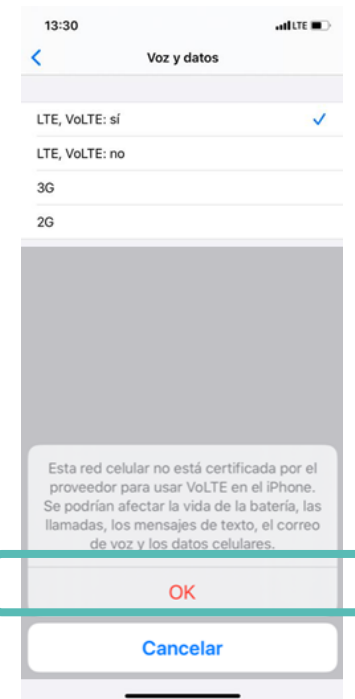 13:30
LTE
Voz y datos
LTE, VoLTE: sí
LTE, VoLTE: no
3G
2G
Esta red celular no está certificada por el
proveedor para usar VoLTE en el iPhone.
Se podrían afectar la vida de la batería, las
llamadas, los mensajes de texto, el correo
de voz y los datos celulares.
OK
Cancelar